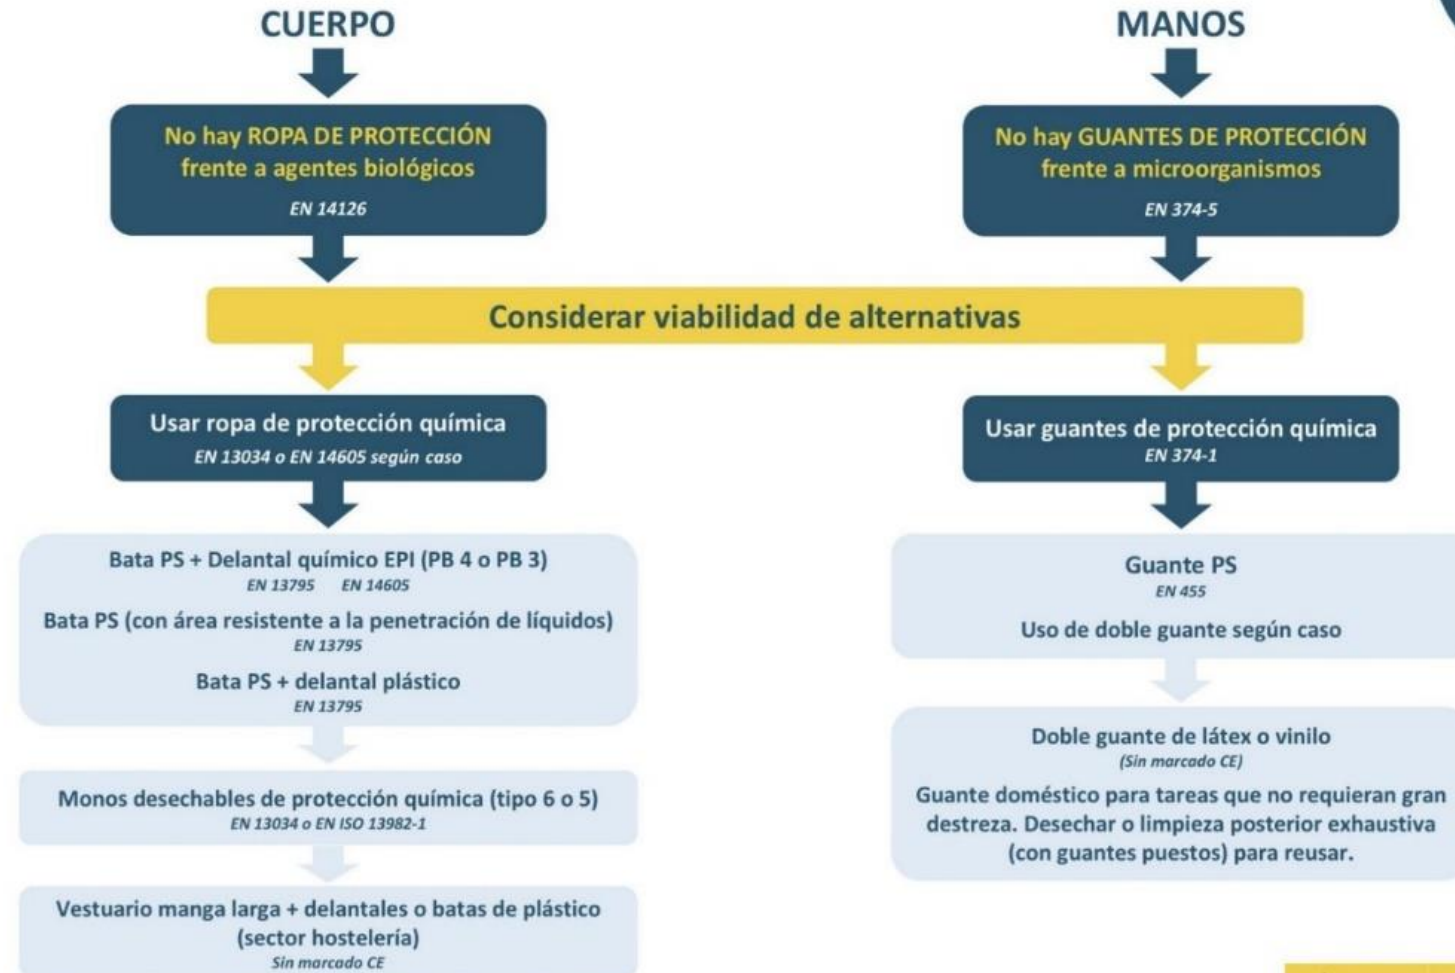 CUERPO
No hay ROPA DE PROTECCIÓN
frente a agentes biológicos
EN 14126
MANOS
No hay GUANTES DE PROTECCIÓN
frente a microorganismos
EN 374-5
Considerar viabilidad de alternativas
Usar ropa de protección química
EN 13034 o EN 14605 según caso
Bata PS + Delantal químico EPI (PB 4 o PB 3)
EN 13795 EN 14605
Bata PS (con área resistente a la penetración de líquidos)
EN 13795
Bata PS + delantal plástico
EN 13795
Monos desechables de protección química (tipo 6 o 5)
EN 13034 o EN ISO 13982-1
Vestuario manga larga + delantales o batas de plástico
(sector hostelería)
Sin marcado CE
Usar guantes de protección química
EN 374-1
Guante PS
EN 455
Uso de doble guante según caso
Doble guante de látex o vinilo
(Sin marcado CE)
Guante doméstico para tareas que no requieran gran
destreza. Desechar o limpieza posterior exhaustiva
(con guantes puestos) para reusar.